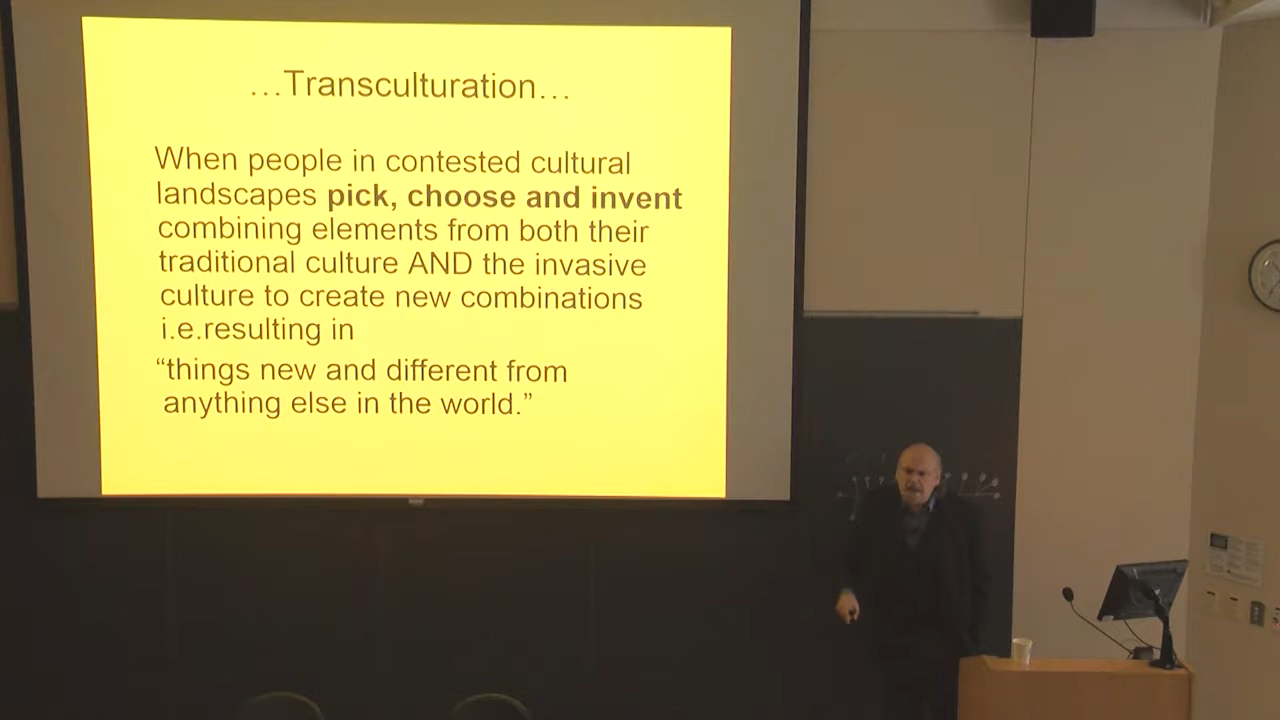 ...Transculturation...
When people in contested cultural
landscapes pick, choose and invent
combining elements from both their
traditional culture AND the invasive
culture to create new combinations
i.e.resulting in
“things new and different from
anything else in the world.”